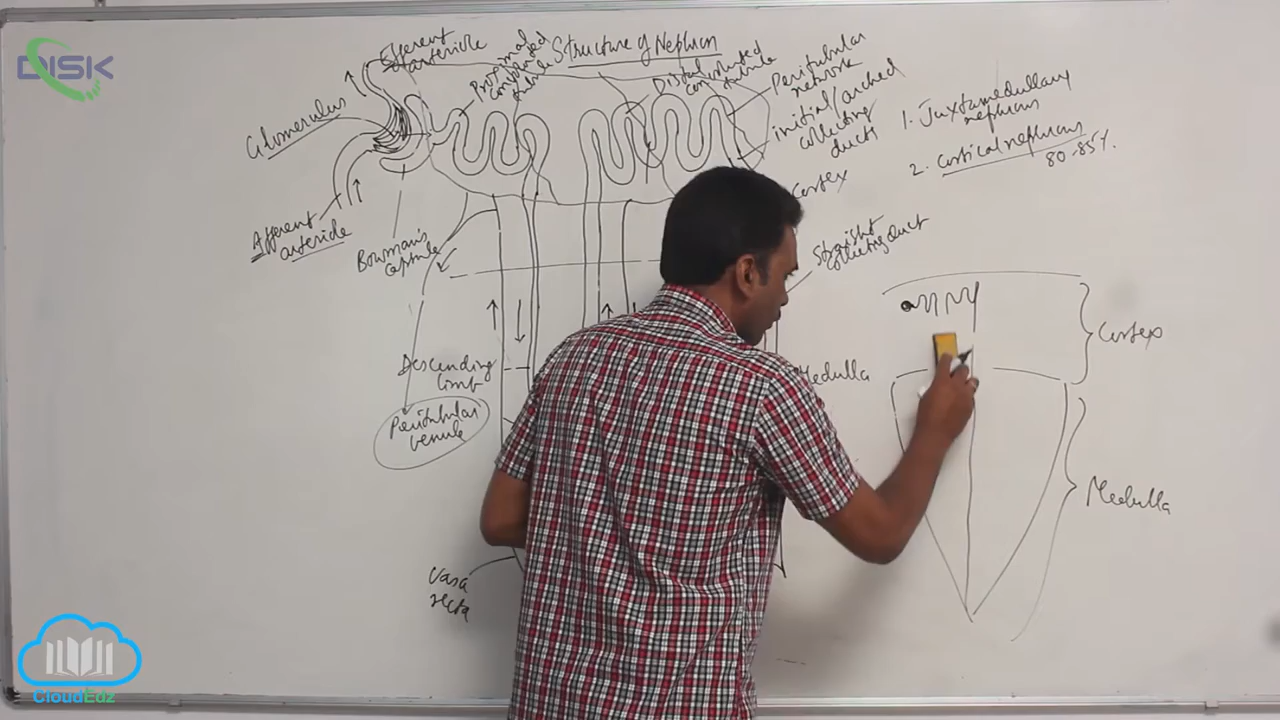 DISK
Efferent
arteriole
Proximal
convoluted
tubule
Structure of Nephron
Distal
convoluted
tubule
Peritubular
network
initial/arched
collecting
ducts
Glomerulus
1. Juxtamedullary
nephrons
2. cortical nephrons
80-85%.
Cortex
Afferent
arteriole
Bowman's
capsule
Straight
collecting duct
Cortex
Descending
limb
Medulla
Peritubular
venule
Medulla
Vasa
recta
CloudEdz